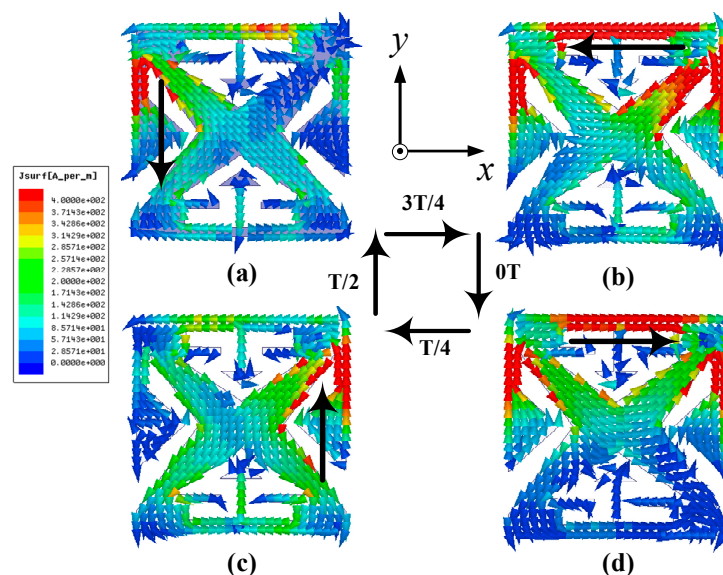 y
x
(a)
(b)
Jsurf[A_per_m]
4.0000e+002
3.7143e+002
3.4286e+002
3.1429e+002
2.8571e+002
2.5714e+002
2.2857e+002
2.0000e+002
1.7143e+002
1.4286e+002
1.1429e+002
8.5714e+001
5.7143e+001
2.8571e+001
0.0000e+000
3T/4
0T
T/2
T/4
(c)
(d)